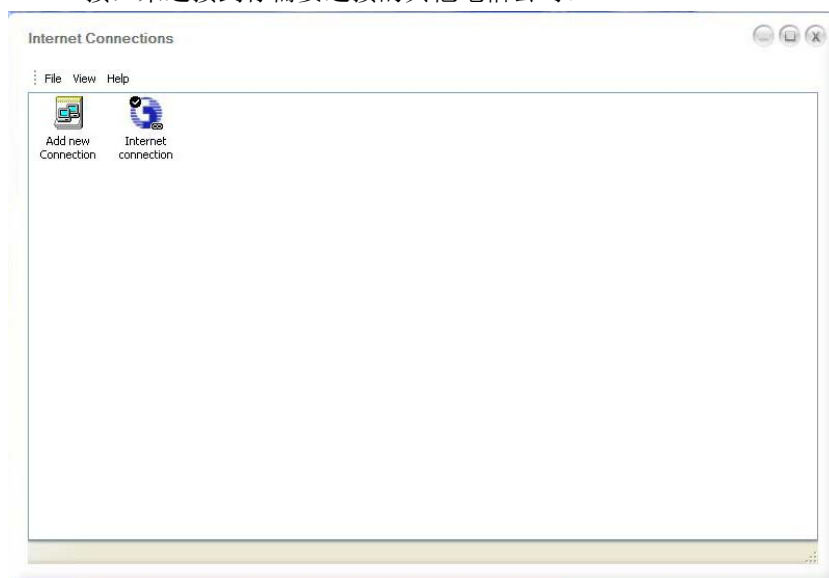 Internet Connections
File View Help
Add new
Connection
Internet
connection